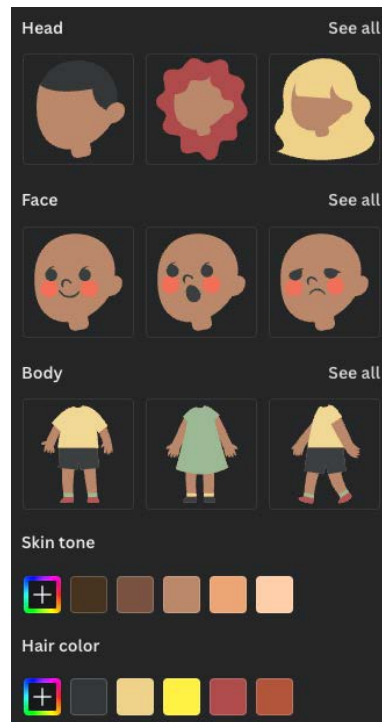 Head See all
Face See all
Body See all
Skin tone
Hair color